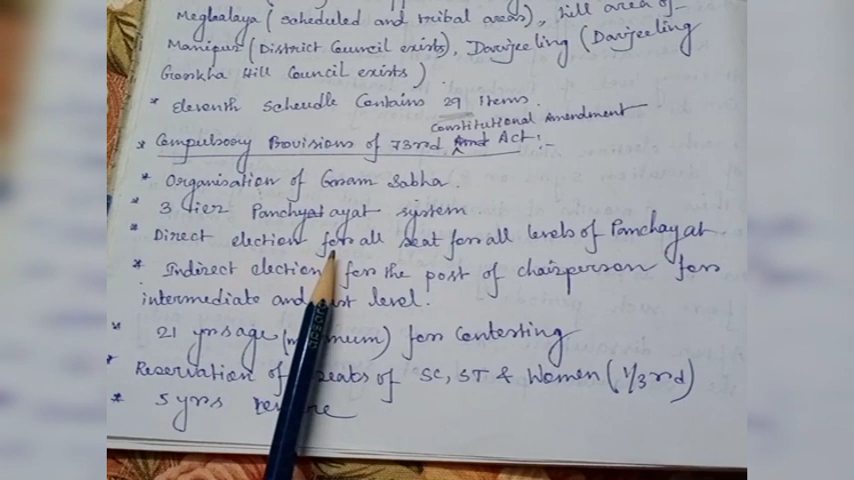 Meghalaya (scheduled and tribal areas), hill area of
Manipur (District Council exists), Darjeeling (Darjeeling
Gorkha Hill Council exists)
* Eleventh Scheudle Contains 29 items.
Constitutional Amendment
* Compulsory Provisions of 73rd Act:-
* Organisation of Gram Sabha.
* 3 tier Panchayat system
* Direct election for all seat for all levels of Panchayat
* Indirect election for the post of chairperson for
intermediate and level.
* 21 yrs age ( ) for contesting
* Reservation of seats of SC, ST & Women (1/3rd)
* 5 yrs